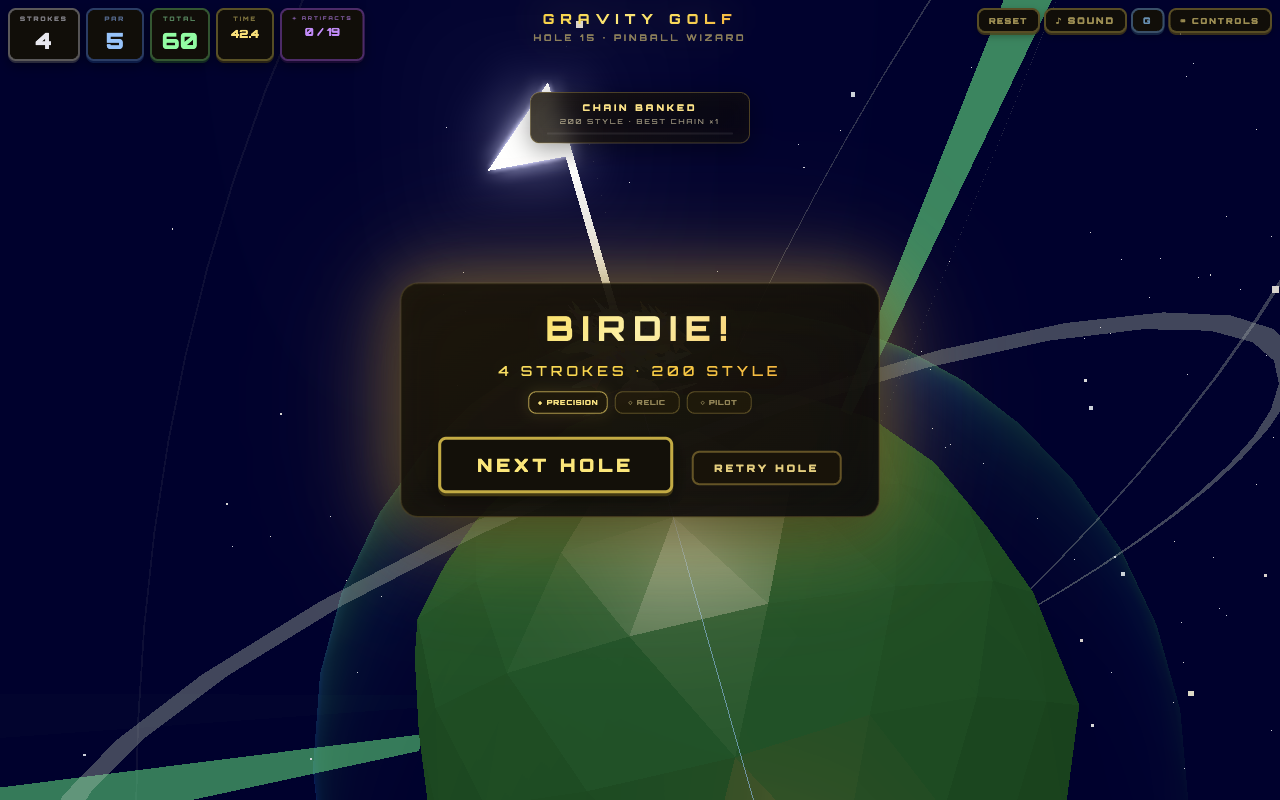 STROKES
4
PAR
5
TOTAL
60
TIME
42.4
+ ARTIFACTS
0 / 19
GRAVITY GOLF
HOLE 15 · PINBALL WIZARD
RESET
♪ SOUND
G
≡ CONTROLS
CHAIN BANKED
200 STYLE · BEST CHAIN ×1
BIRDIE!
4 STROKES · 200 STYLE
◆ PRECISION
◇ RELIC
◇ PILOT
NEXT HOLE
RETRY HOLE